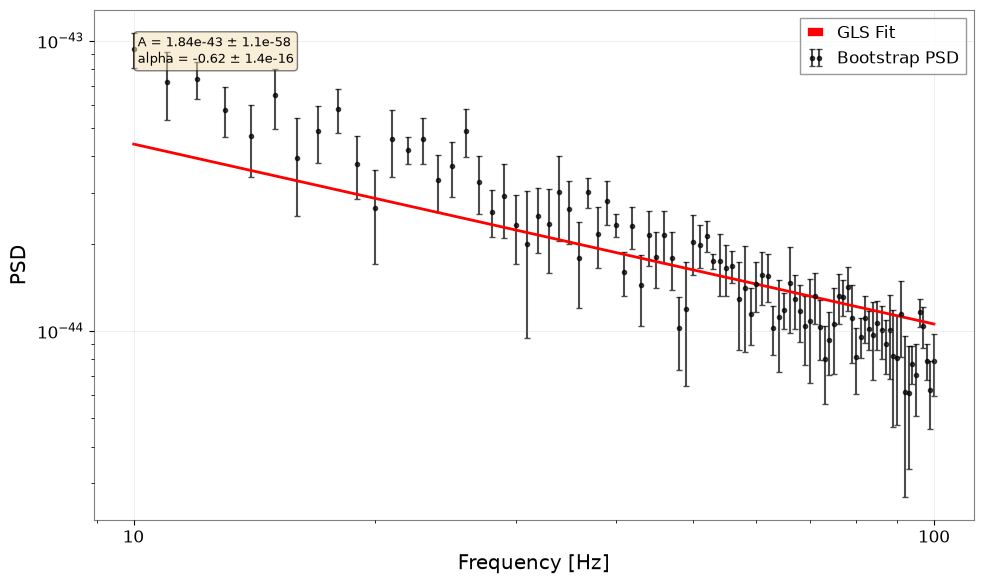 A = 1.84e-43 ± 1.1e-58
alpha = -0.62 ± 1.4e-16
GLS Fit
Bootstrap PSD
10⁻⁴³
10⁻⁴⁴
PSD
10
100
Frequency [Hz]